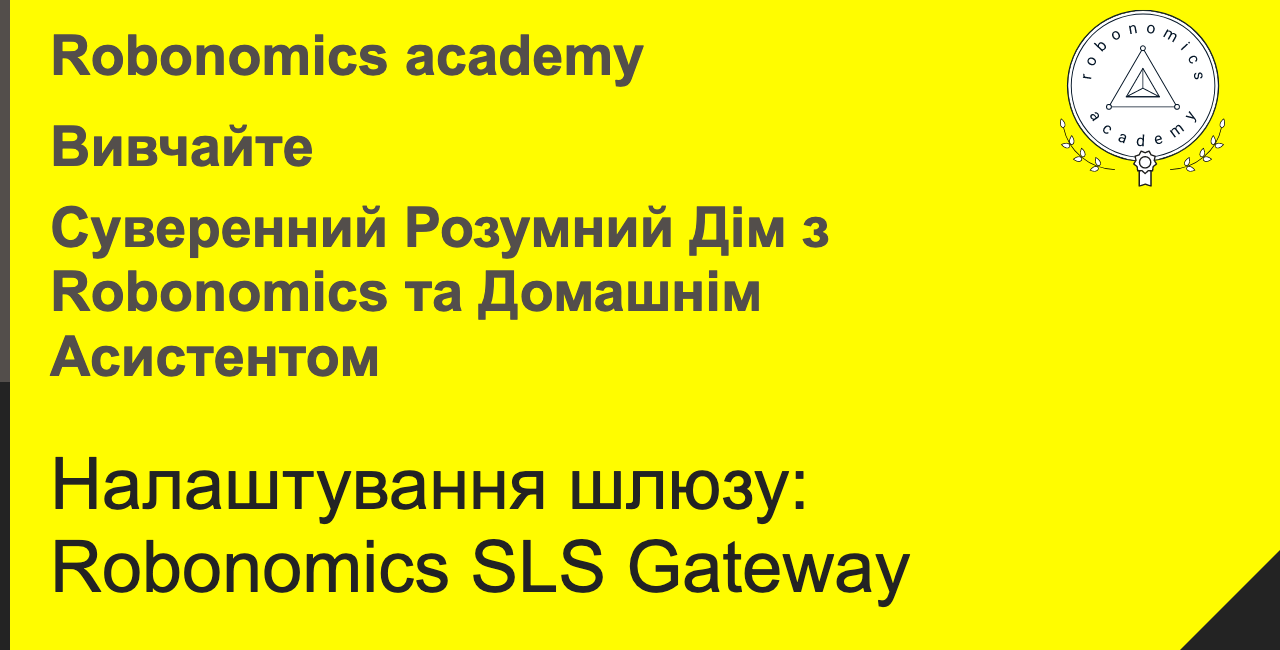 Robonomics academy
Вивчайте
Суверенний Розумний Дім з
Robonomics та Домашнім
Асистентом
Налаштування шлюзу:
Robonomics SLS Gateway
robonomics
academy